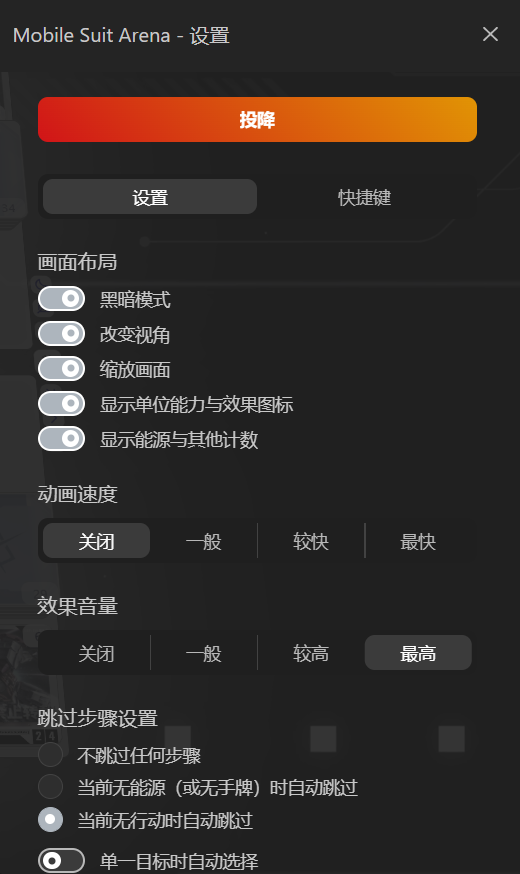 Mobile Suit Arena - 设置
投降
设置 快捷键
画面布局
黑暗模式
改变视角
缩放画面
显示单位能力与效果图标
显示能源与其他计数
动画速度
关闭 一般 较快 最快
效果音量
关闭 一般 较高 最高
跳过步骤设置
不跳过任何步骤
当前无能源（或无手牌）时自动跳过
当前无行动时自动跳过
单一目标时自动选择